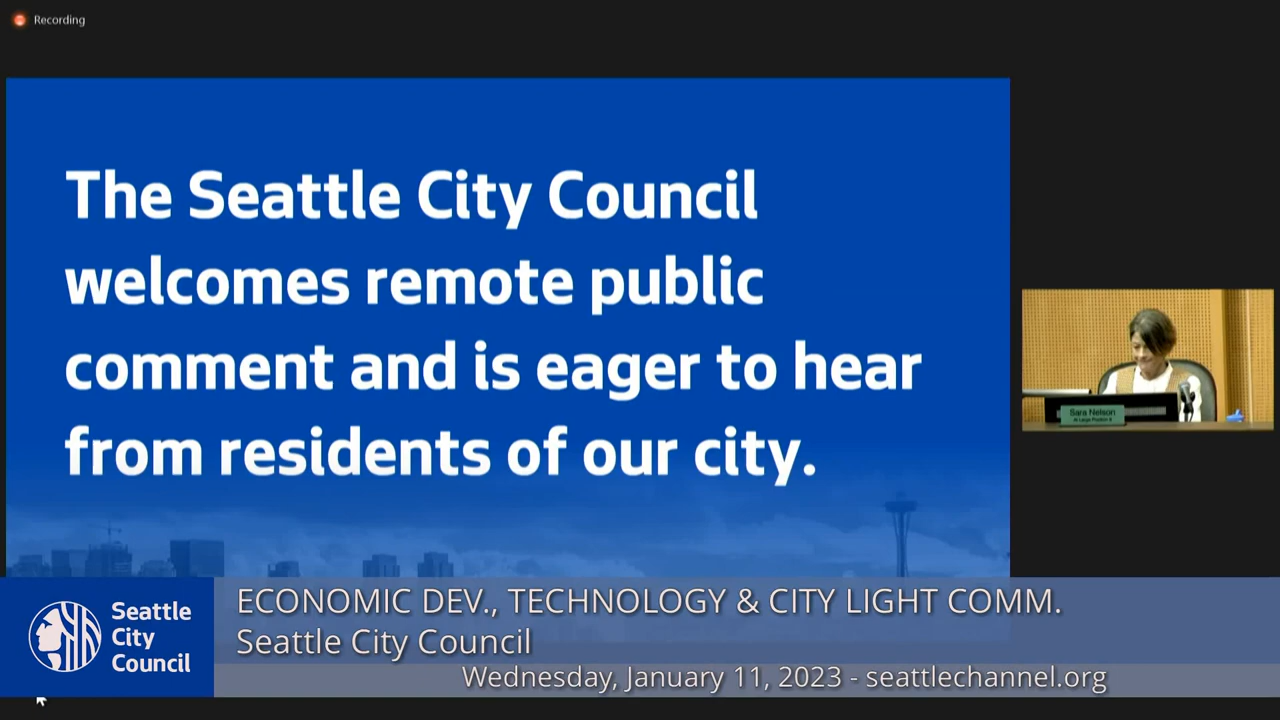 Recording
The Seattle City Council
welcomes remote public
comment and is eager to hear
from residents of our city.
Sara Nelson
Seattle
City
Council
ECONOMIC DEV., TECHNOLOGY & CITY LIGHT COMM.
Seattle City Council
Wednesday, January 11, 2023 - seattlechannel.org